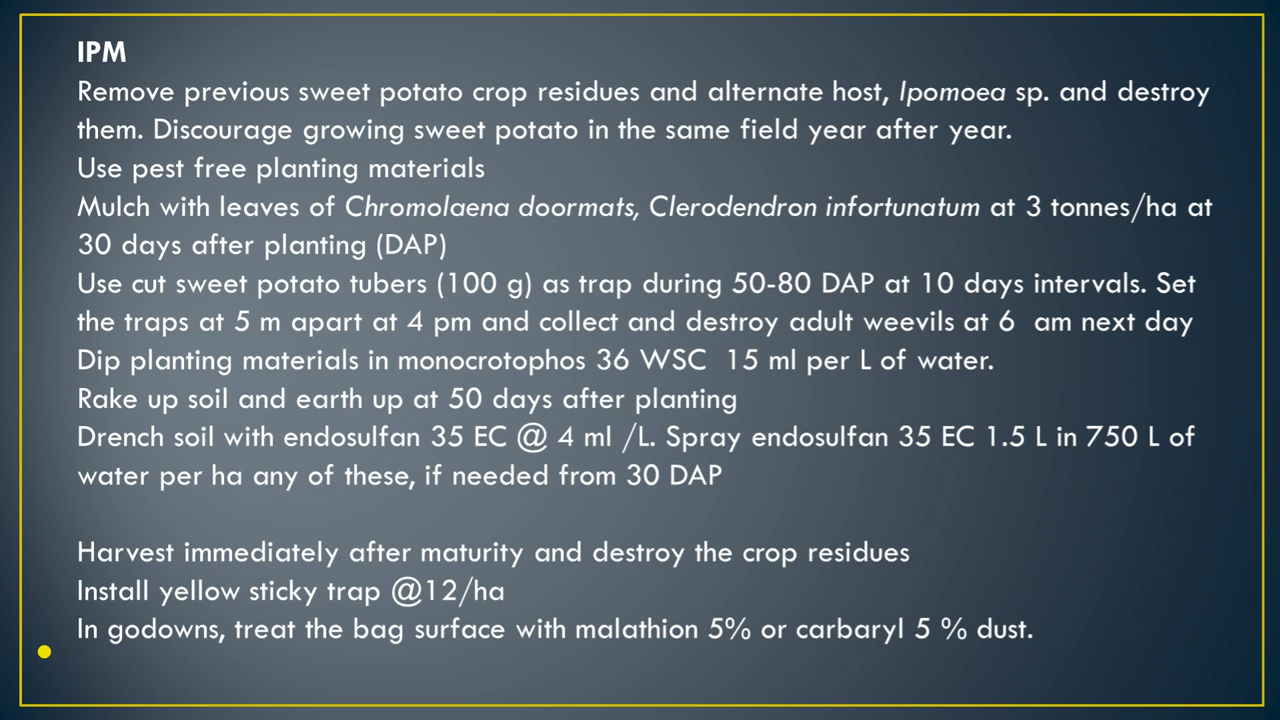 IPM
Remove previous sweet potato crop residues and alternate host, Ipomoea sp. and destroy
them. Discourage growing sweet potato in the same field year after year.
Use pest free planting materials
Mulch with leaves of Chromolaena doormats, Clerodendron infortunatum at 3 tonnes/ha at
30 days after planting (DAP)
Use cut sweet potato tubers (100 g) as trap during 50-80 DAP at 10 days intervals. Set
the traps at 5 m apart at 4 pm and collect and destroy adult weevils at 6  am next day
Dip planting materials in monocrotophos 36 WSC  15 ml per L of water.
Rake up soil and earth up at 50 days after planting
Drench soil with endosulfan 35 EC @ 4 ml /L. Spray endosulfan 35 EC 1.5 L in 750 L of
water per ha any of these, if needed from 30 DAP
Harvest immediately after maturity and destroy the crop residues
Install yellow sticky trap @12/ha
In godowns, treat the bag surface with malathion 5% or carbaryl 5 % dust.